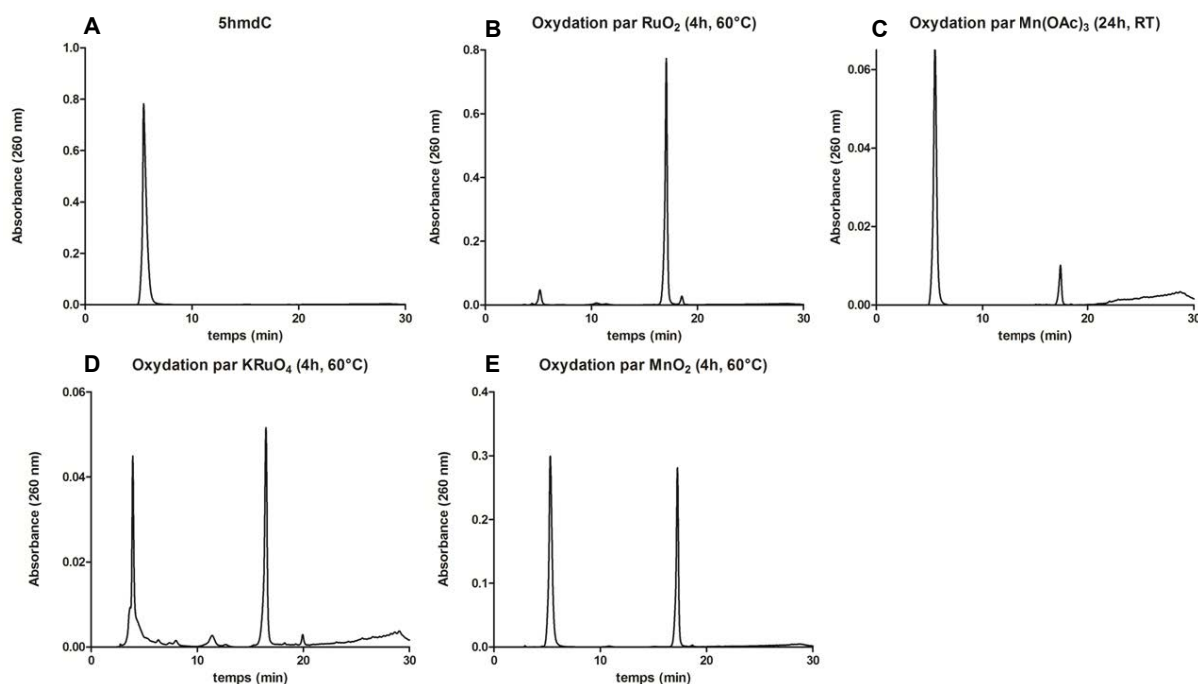 A
5hmdC
Absorbance (260 nm)
1.0
0.8
0.6
0.4
0.2
0.0
0 10 20 30
temps (min)
B
Oxydation par RuO₂ (4h, 60°C)
Absorbance (260 nm)
0.8
0.6
0.4
0.2
0.0
0 10 20 30
temps (min)
C
Oxydation par Mn(OAc)₃ (24h, RT)
Absorbance (260 nm)
0.06
0.04
0.02
0.00
0 10 20 30
temps (min)
D
Oxydation par KRuO₄ (4h, 60°C)
Absorbance (260 nm)
0.06
0.04
0.02
0.00
0 10 20 30
temps (min)
E
Oxydation par MnO₂ (4h, 60°C)
Absorbance (260 nm)
0.4
0.3
0.2
0.1
0.0
0 10 20 30
temps (min)